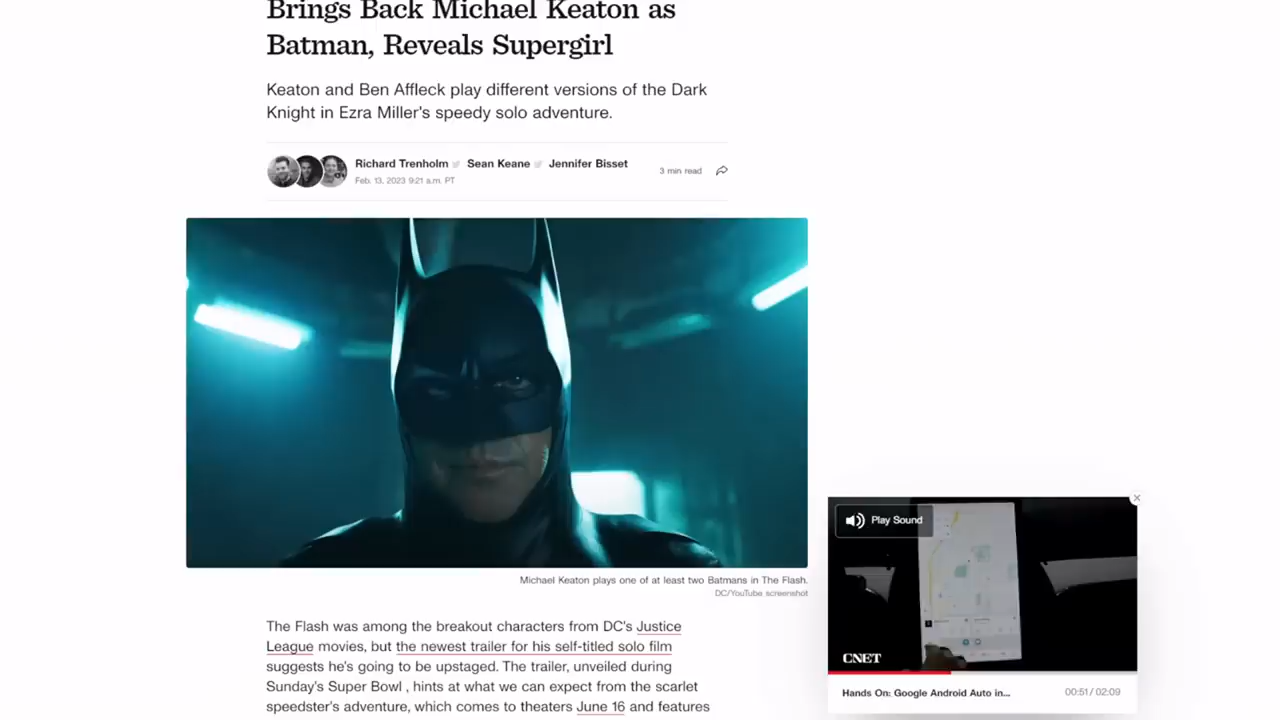 Brings Back Michael Keaton as
Batman, Reveals Supergirl
Keaton and Ben Affleck play different versions of the Dark
Knight in Ezra Miller's speedy solo adventure.
Richard Trenholm Sean Keane Jennifer Bisset
Feb. 13, 2023 9:21 a.m. PT
3 min read
Michael Keaton plays one of at least two Batmans in The Flash.
DC/YouTube screenshot
The Flash was among the breakout characters from DC's Justice
League movies, but the newest trailer for his self-titled solo film
suggests he's going to be upstaged. The trailer, unveiled during
Sunday's Super Bowl , hints at what we can expect from the scarlet
speedster's adventure, which comes to theaters June 16 and features
Play Sound
CNET
Hands On: Google Android Auto in...
00:51 / 02:09